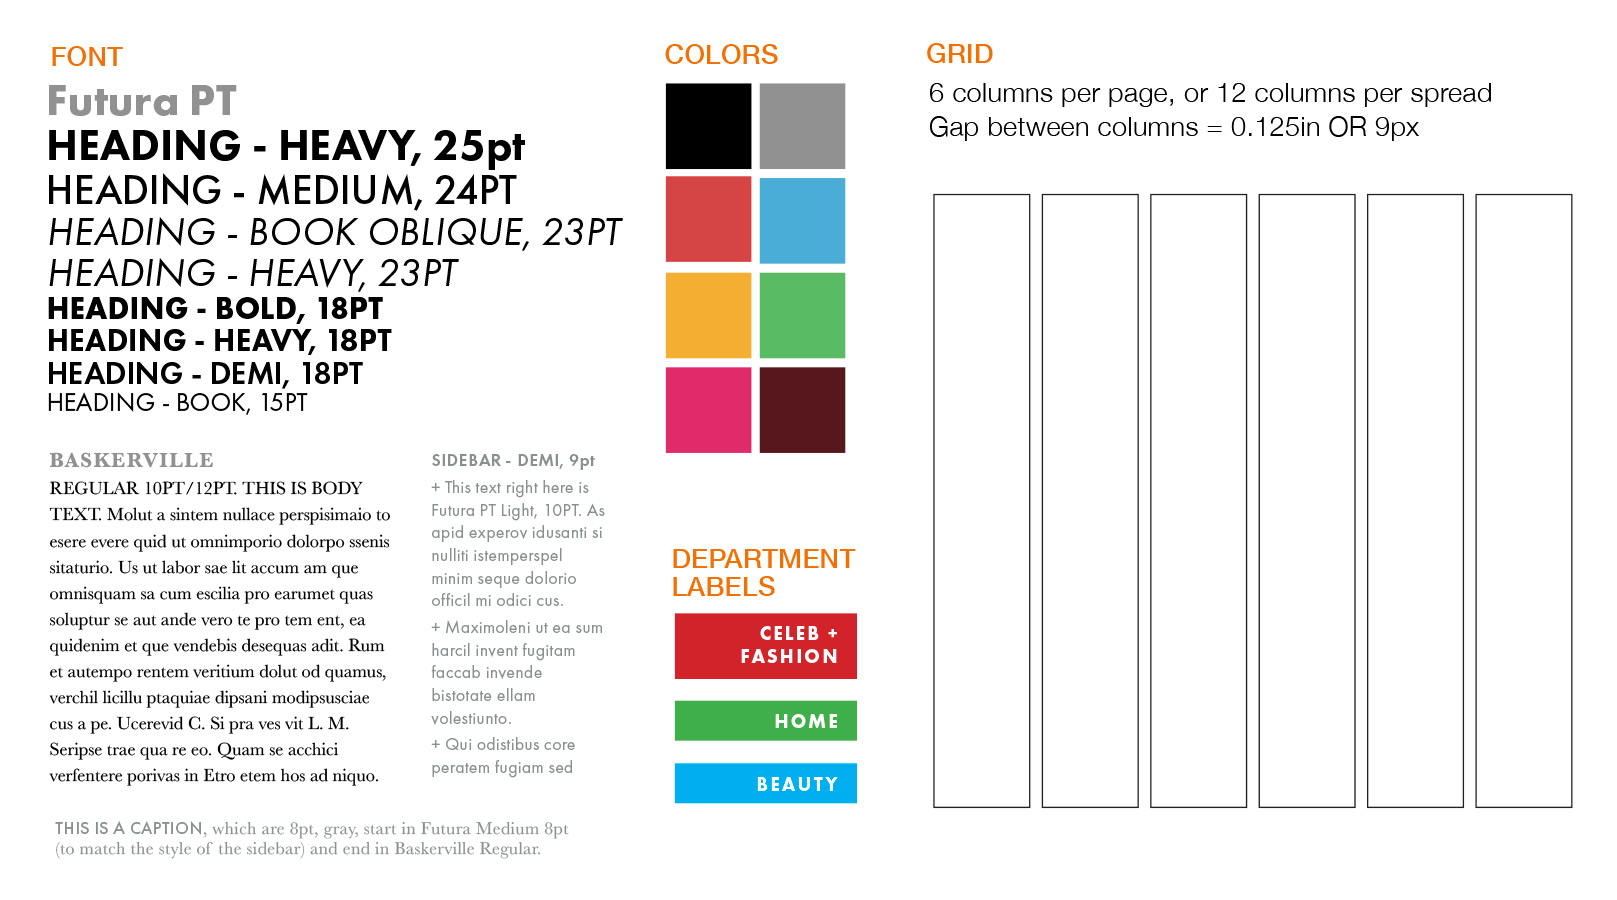 FONT
Futura PT
HEADING - HEAVY, 25pt
HEADING - MEDIUM, 24PT
HEADING - BOOK OBLIQUE, 23PT
HEADING - HEAVY, 23PT
HEADING - BOLD, 18PT
HEADING - HEAVY, 18PT
HEADING - DEMI, 18PT
HEADING - BOOK, 15PT
BASKERVILLE
REGULAR 10PT/12PT. THIS IS BODY
TEXT. Molut a sintem nullace perspisimaio to
esere evere quid ut omnimporio dolorpo ssenis
sitaturio. Us ut labor sae lit accum am que
omnisquam sa cum escilia pro earumet quas
soluptur se aut ande vero te pro tem ent, ea
quidenim et que vendebis desequas adit. Rum
et autempo rentem veritium dolut od quamus,
verchil licillu ptaquiae dipsani modipsusciae
cus a pe. Ucerevid C. Si pra ves vit L. M.
Seripse trae qua re eo. Quam se acchici
verfentere porivas in Etro etem hos ad niquo.
SIDEBAR - DEMI, 9pt
+ This text right here is
Futura PT Light, 10PT. As
apid experov idusanti si
nulliti istemperspel
minim seque dolorio
officil mi odici cus.
+ Maximoleni ut ea sum
harcil invent fugitam
faccab invende
bistotate ellam
volestiunto.
+ Qui odistibus core
peratem fugiam sed
THIS IS A CAPTION, which are 8pt, gray, start in Futura Medium 8pt
(to match the style of the sidebar) and end in Baskerville Regular.
COLORS
DEPARTMENT
LABELS
CELEB +
FASHION
HOME
BEAUTY
GRID
6 columns per page, or 12 columns per spread
Gap between columns = 0.125in OR 9px